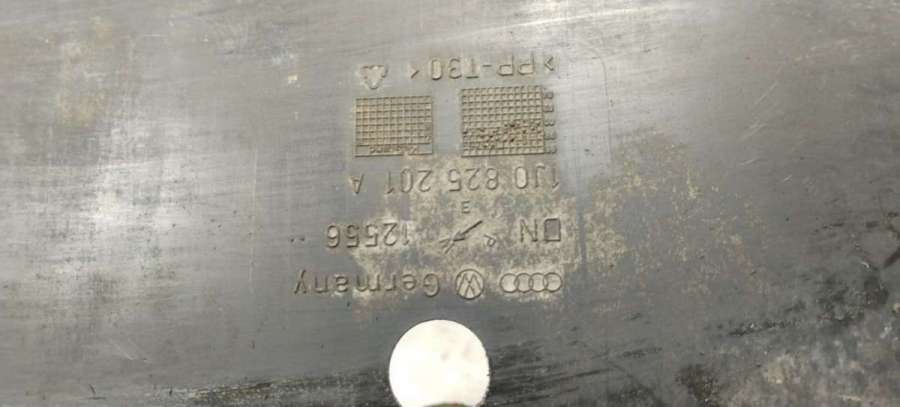 Germany
DN 12556
E
1J0 825 201 A
>PP-T30<